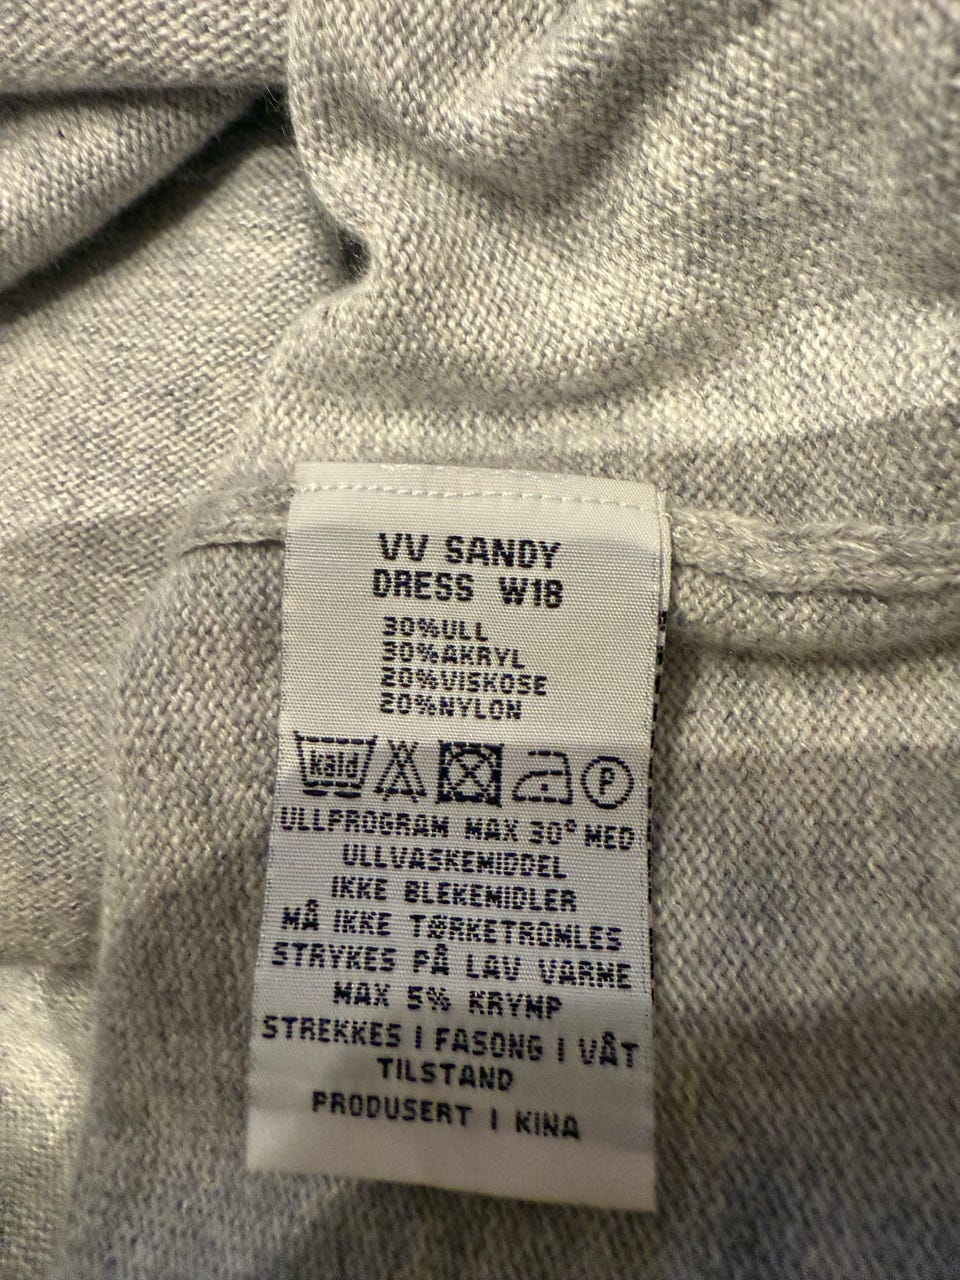 VV SANDY
DRESS W18
30%ULL
30%AKRYL
20%VISKOSE
20%NYLON
kald P
ULLPROGRAM MAX 30° MED
ULLVASKEMIDDEL
IKKE BLEKEMIDLER
MÅ IKKE TØRKETROMLES
STRYKES PÅ LAV VARME
MAX 5% KRYMP
STREKKES I FASONG I VÅT
TILSTAND
PRODUSERT I KINA